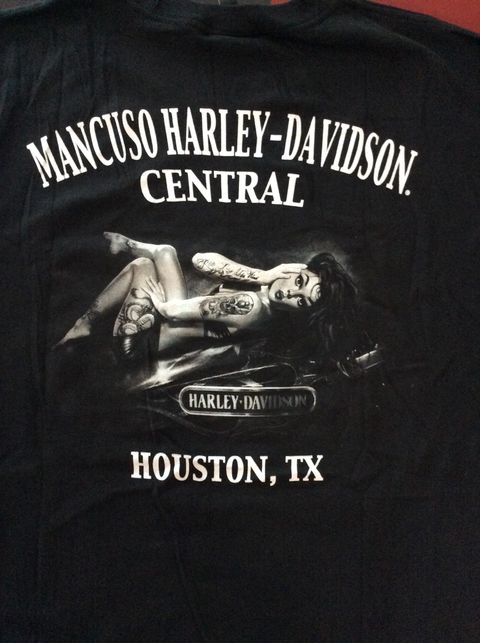 MANCUSO HARLEY-DAVIDSON.
CENTRAL
HARLEY-DAVIDSON
HOUSTON, TX